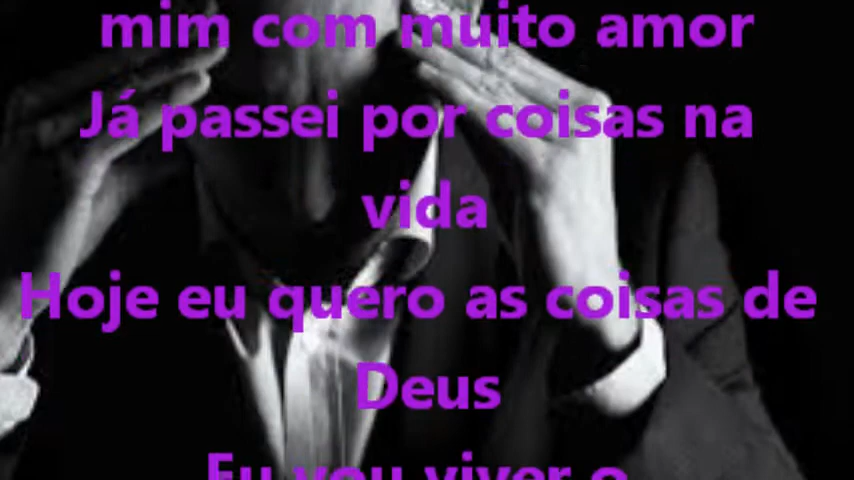 mim com muito amor
Já passei por coisas na
vida
Hoje eu quero as coisas de
Deus
Eu vou viver o